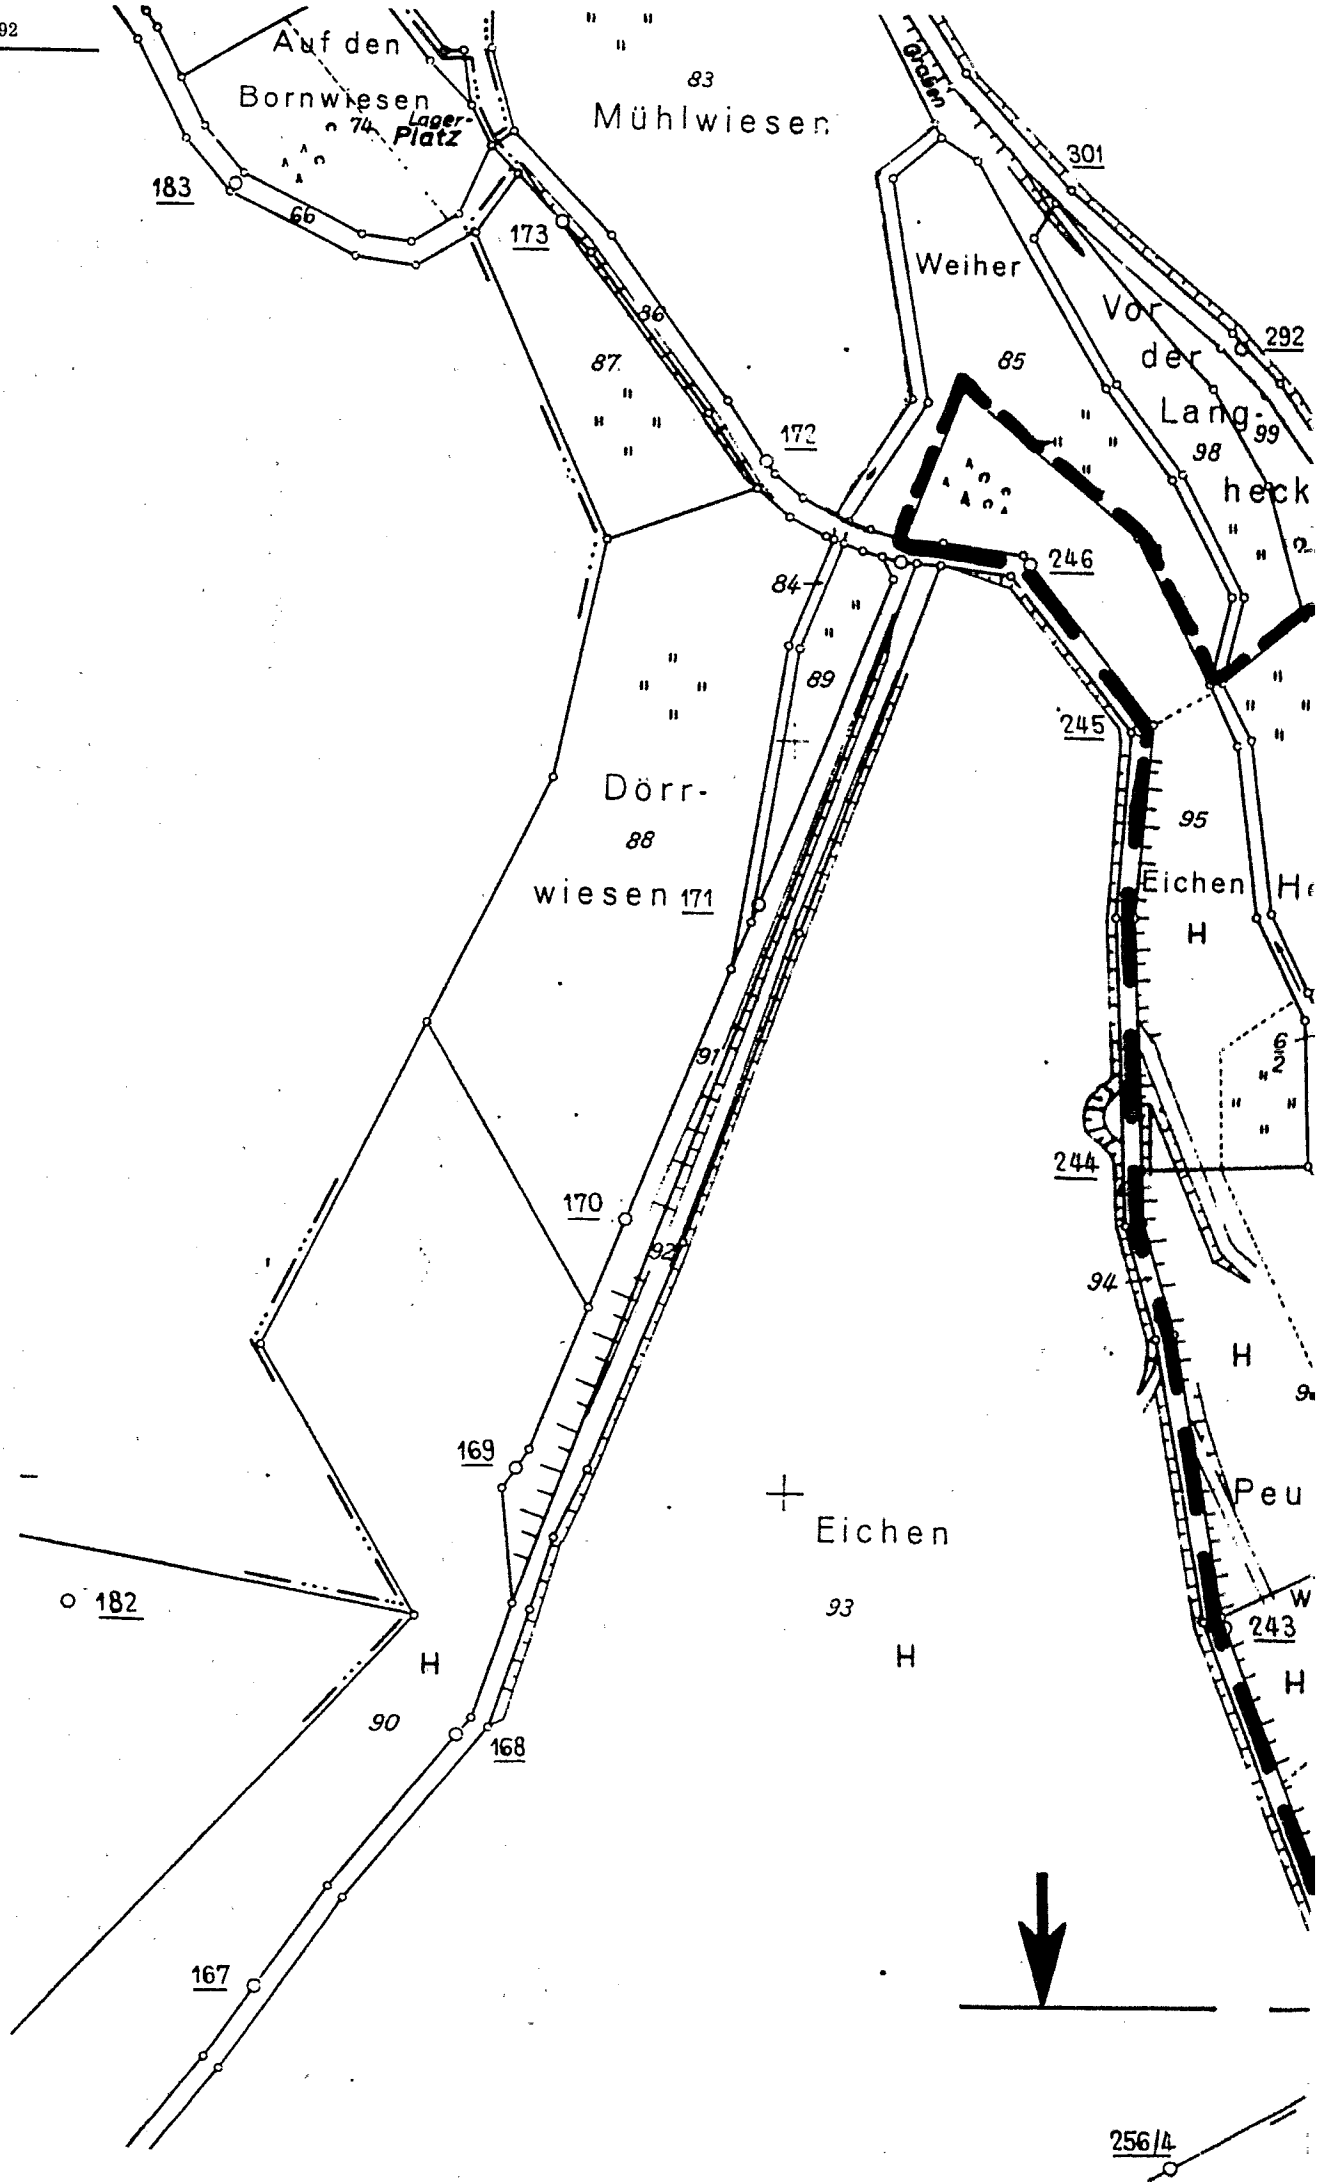 92
Auf den
Bornwiesen
74
Lager-
Platz
83
Mühlwiesen
Graben
301
183
66
173
Weiher
Vor
der
Lang-
heck
292
86
87
85
99
98
172
246
84
89
245
Dörr-
88
wiesen
171
95
Eichen
H
6
2
91
244
170
92
94
H
169
Peu
Eichen
182
93
W
243
H
H
H
90
168
167
256/4